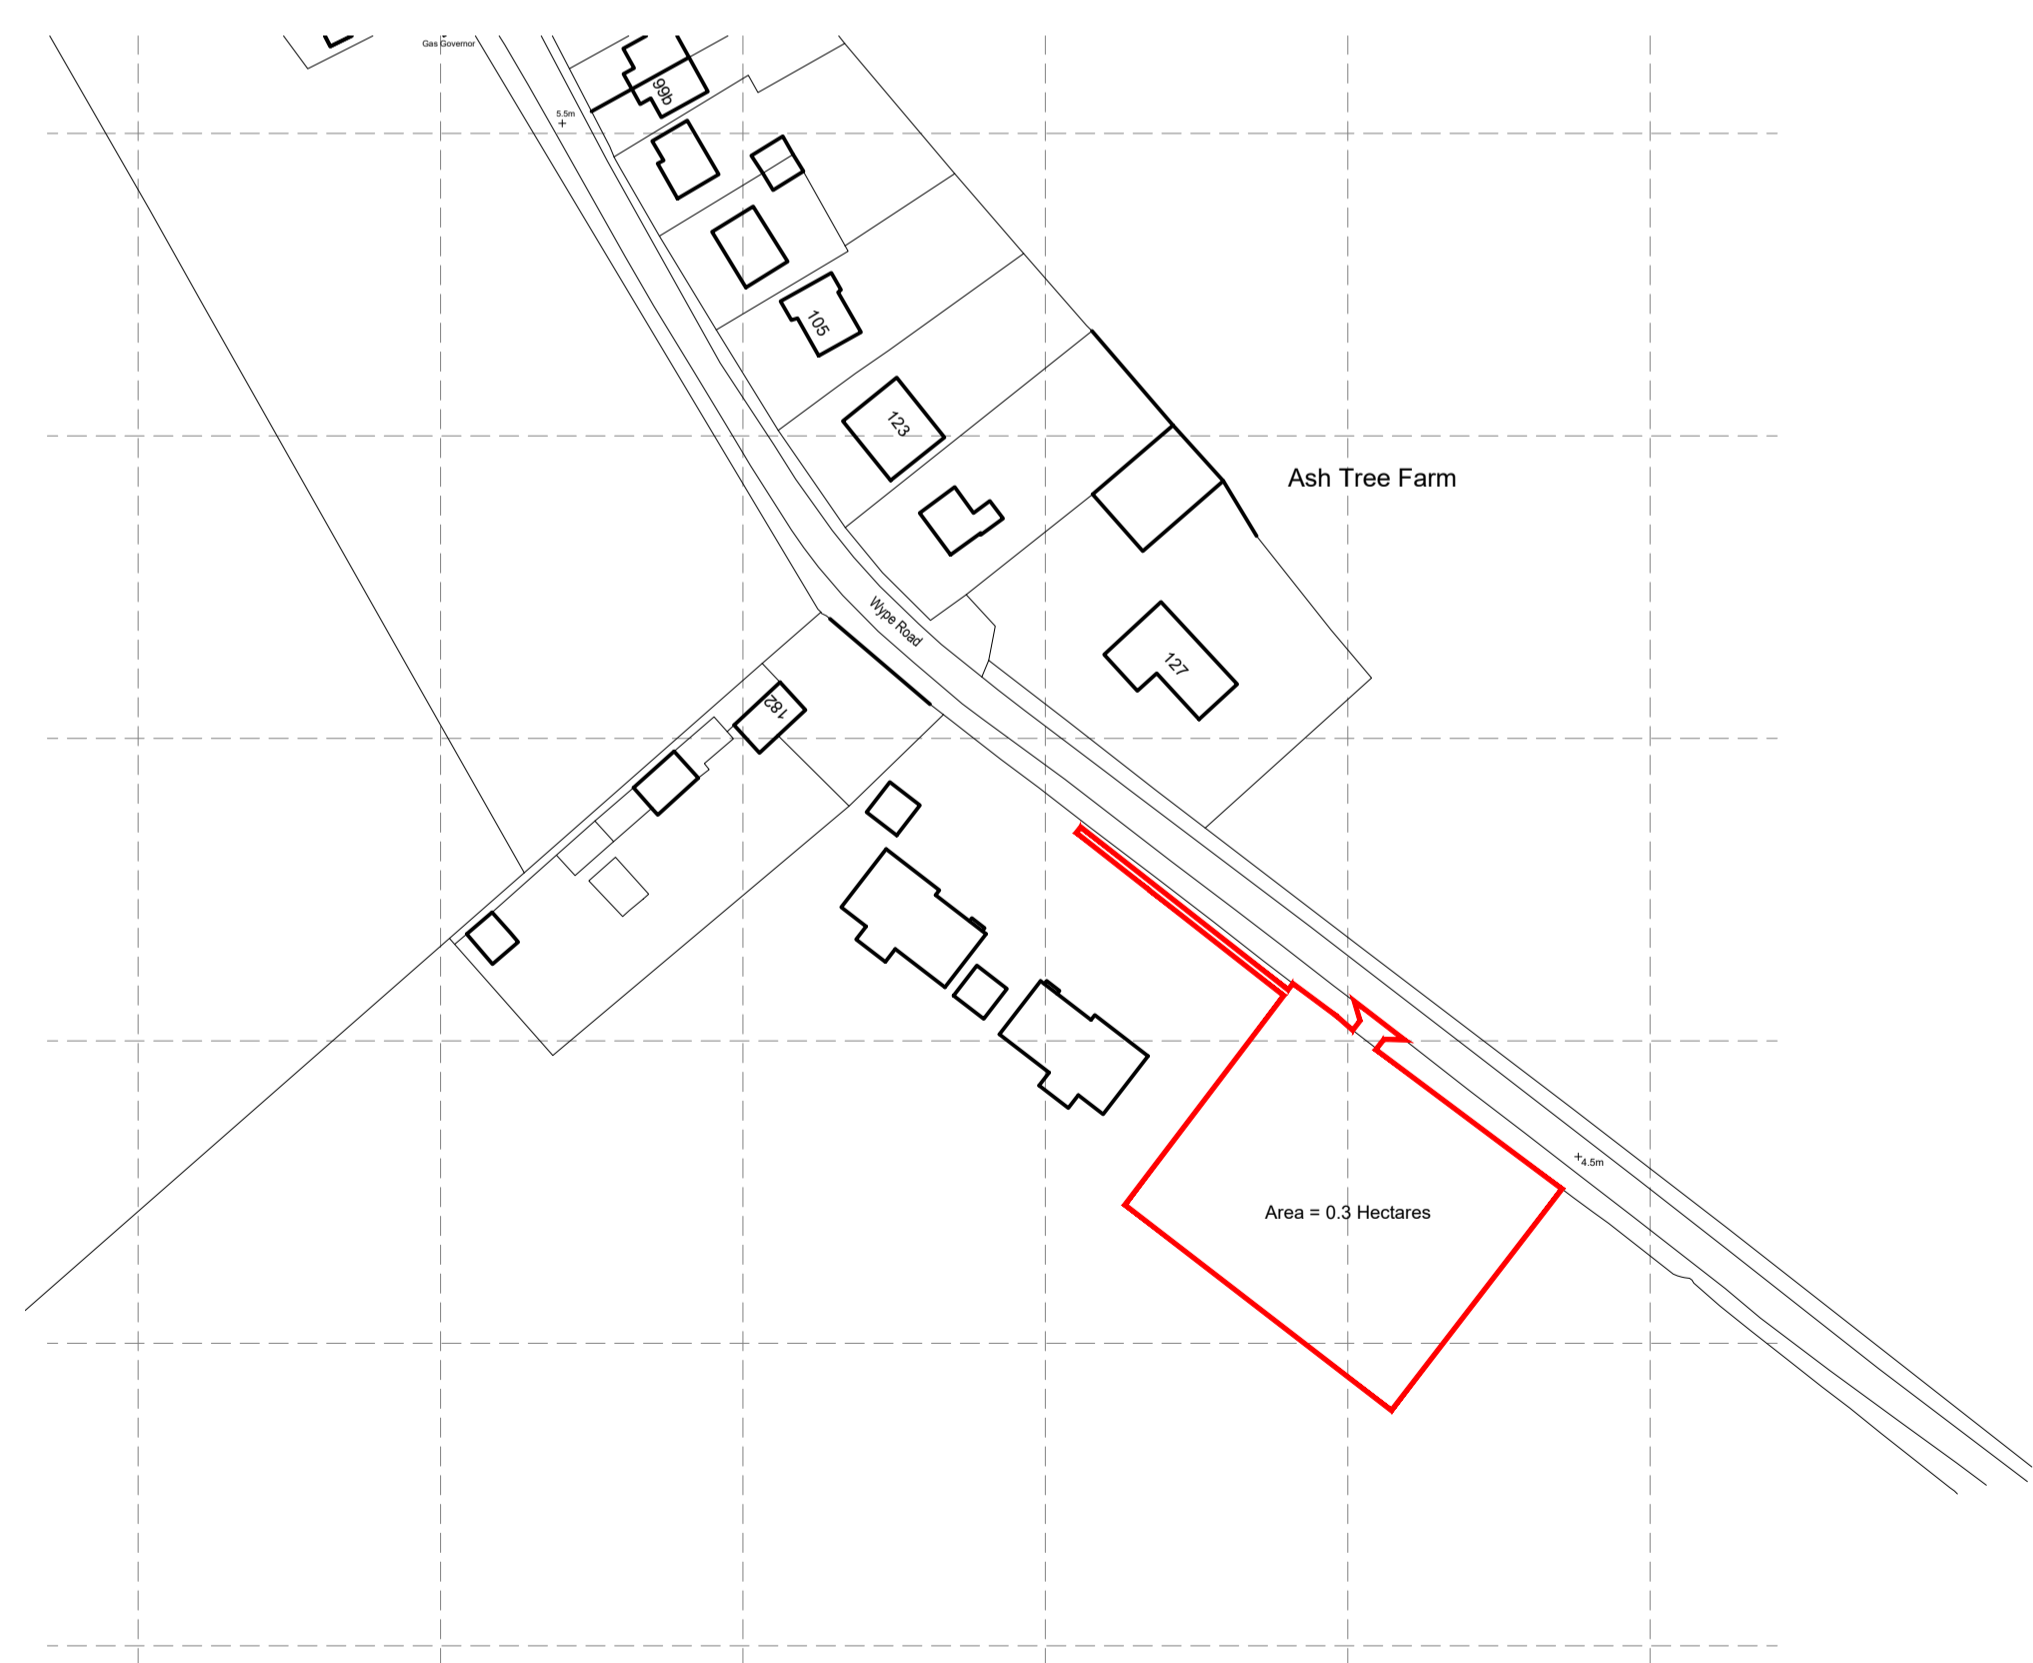 Gas Governor
99b
5.5m
105
123
Ash Tree Farm
Wype Road
127
182
4.5m
Area = 0.3 Hectares